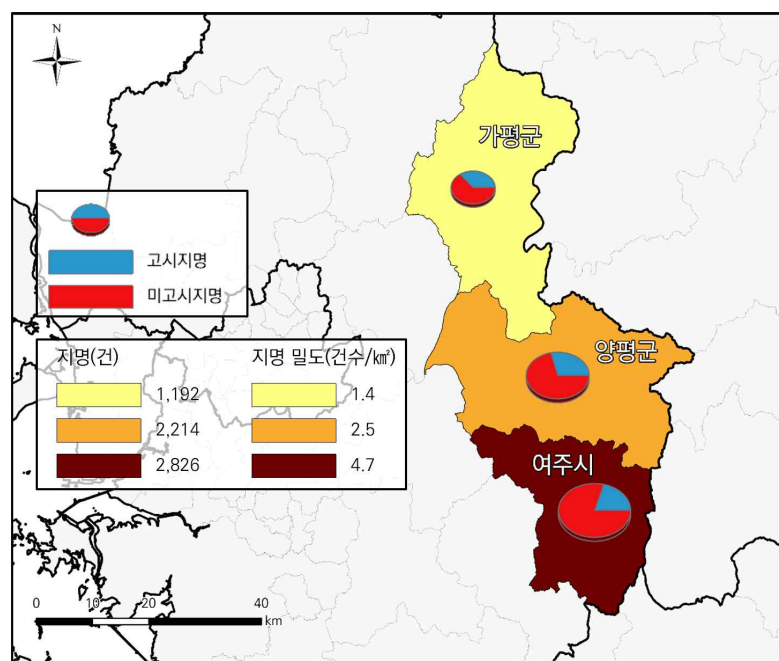 N
가평군
고시지명
미고시지명
지명(건) 지명 밀도(건수/㎢)
양평군
1,192 1.4
2,214 2.5
2,826 4.7
여주시
0 10 20 40
km